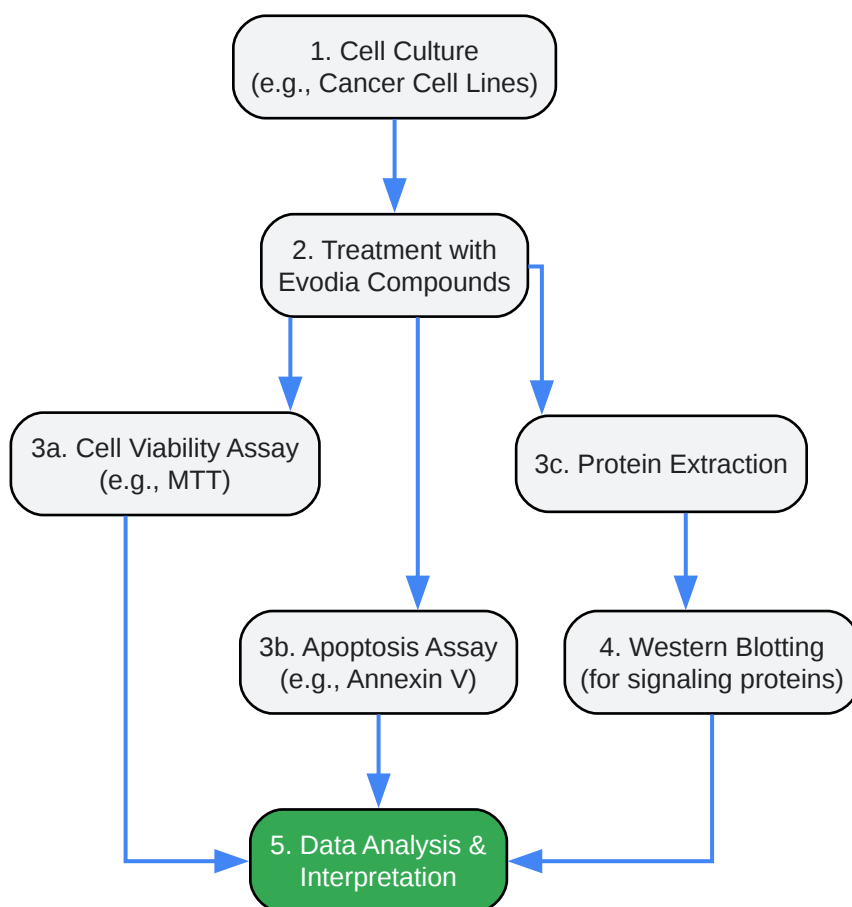 1. Cell Culture
(e.g., Cancer Cell Lines)
2. Treatment with
Evodia Compounds
3a. Cell Viability Assay
(e.g., MTT)
3c. Protein Extraction
3b. Apoptosis Assay
(e.g., Annexin V)
4. Western Blotting
(for signaling proteins)
5. Data Analysis &
Interpretation